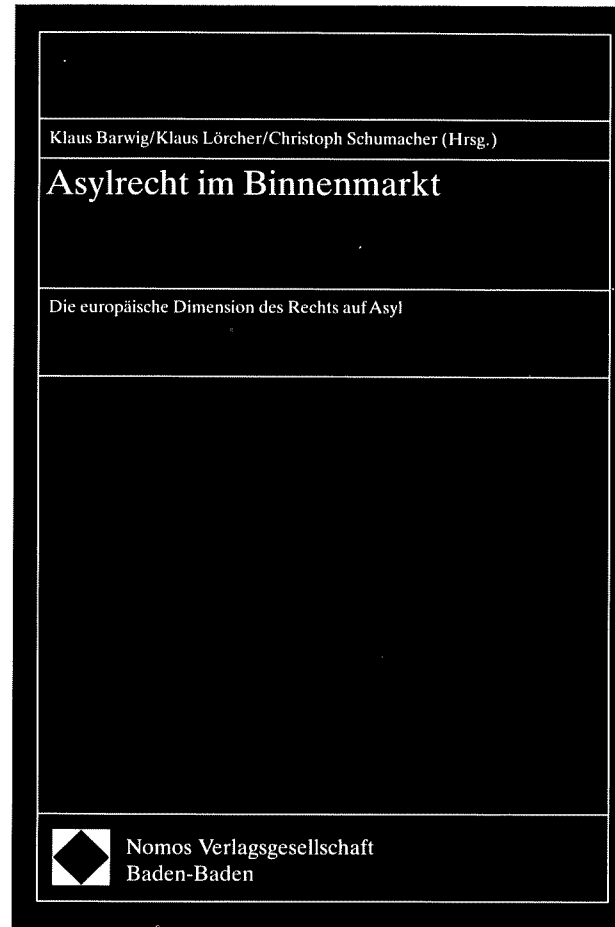 Klaus Barwig/Klaus Lörcher/Christoph Schumacher (Hrsg.)
Asylrecht im Binnenmarkt
Die europäische Dimension des Rechts auf Asyl
Nomos Verlagsgesellschaft
Baden-Baden